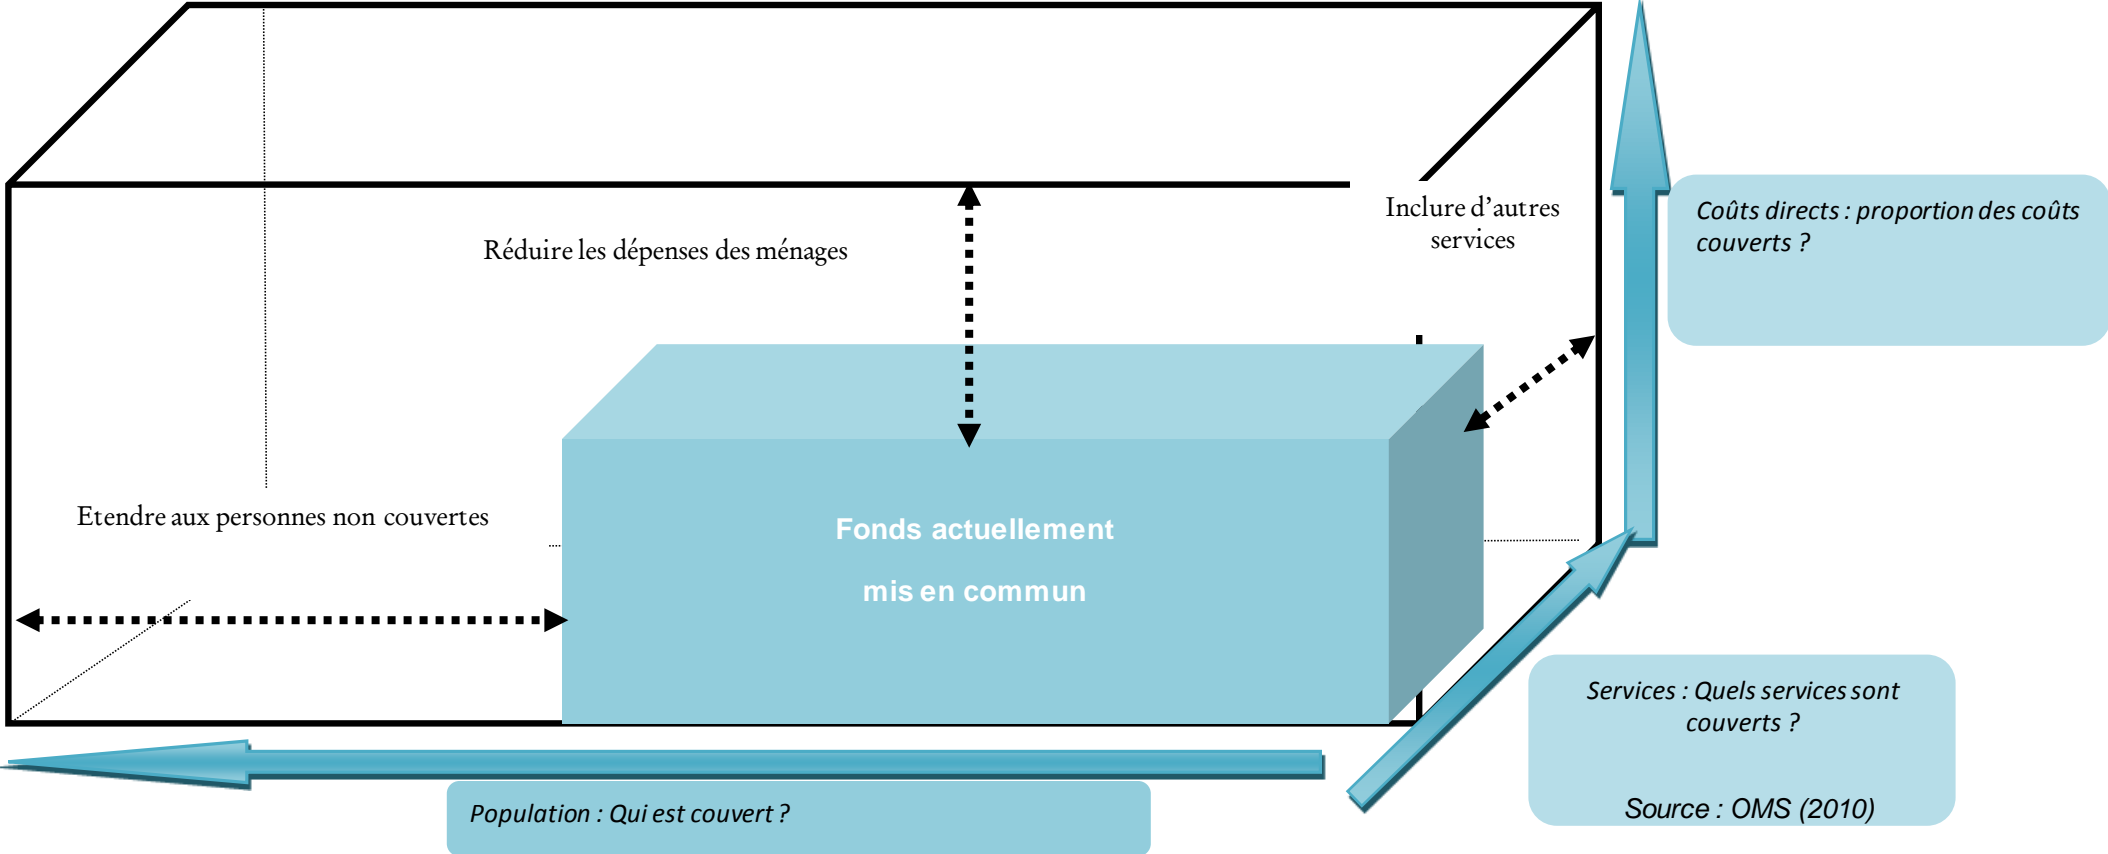 Inclure d’autres
services
Coûts directs : proportion des coûts
couverts ?
Réduire les dépenses des ménages
Etendre aux personnes non couvertes
Fonds actuellement
mis en commun
Services : Quels services sont
couverts ?
Source : OMS (2010)
Population : Qui est couvert ?